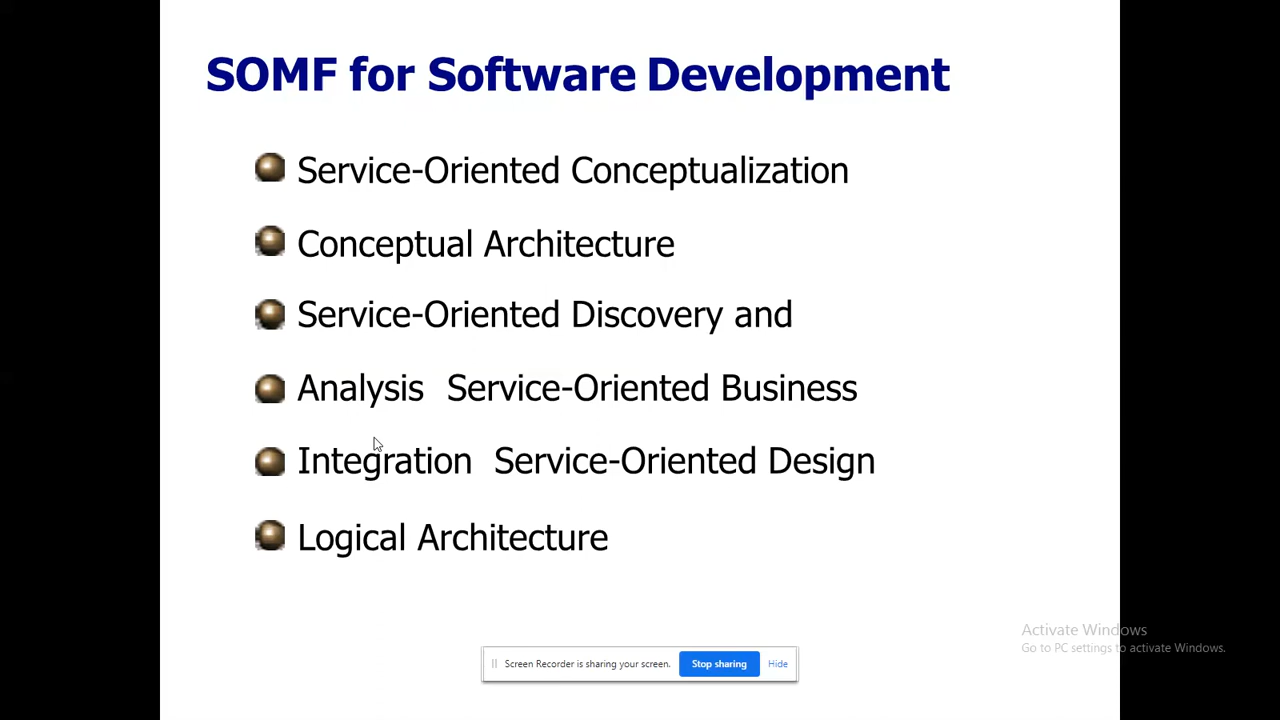 SOMF for Software Development
Service-Oriented Conceptualization
Conceptual Architecture
Service-Oriented Discovery and
Analysis Service-Oriented Business
Integration Service-Oriented Design
Logical Architecture
Activate Windows
Go to PC settings to activate Windows.
Screen Recorder is sharing your screen. Stop sharing Hide